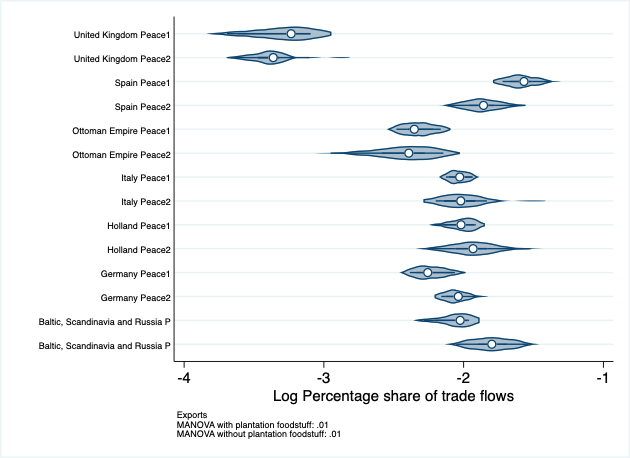 United Kingdom Peace1
United Kingdom Peace2
Spain Peace1
Spain Peace2
Ottoman Empire Peace1
Ottoman Empire Peace2
Italy Peace1
Italy Peace2
Holland Peace1
Holland Peace2
Germany Peace1
Germany Peace2
Baltic, Scandinavia and Russia P
Baltic, Scandinavia and Russia P
-4 -3 -2 -1
Log Percentage share of trade flows
Exports
MANOVA with plantation foodstuff: .01
MANOVA without plantation foodstuff: .01